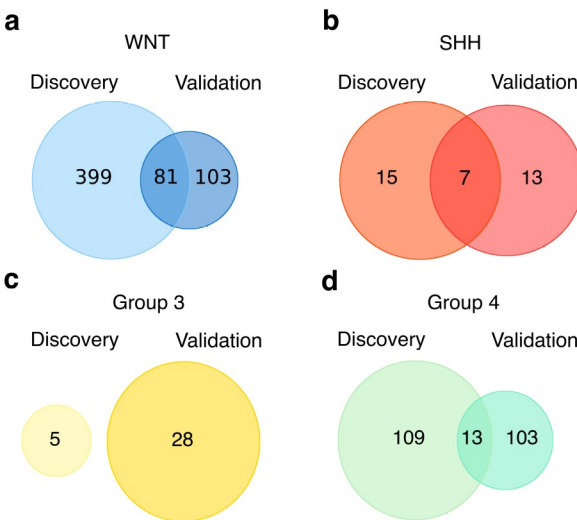 a
WNT
Discovery Validation
399 81 103
b
SHH
Discovery Validation
15 7 13
c
Group 3
Discovery Validation
5 28
d
Group 4
Discovery Validation
109 13 103